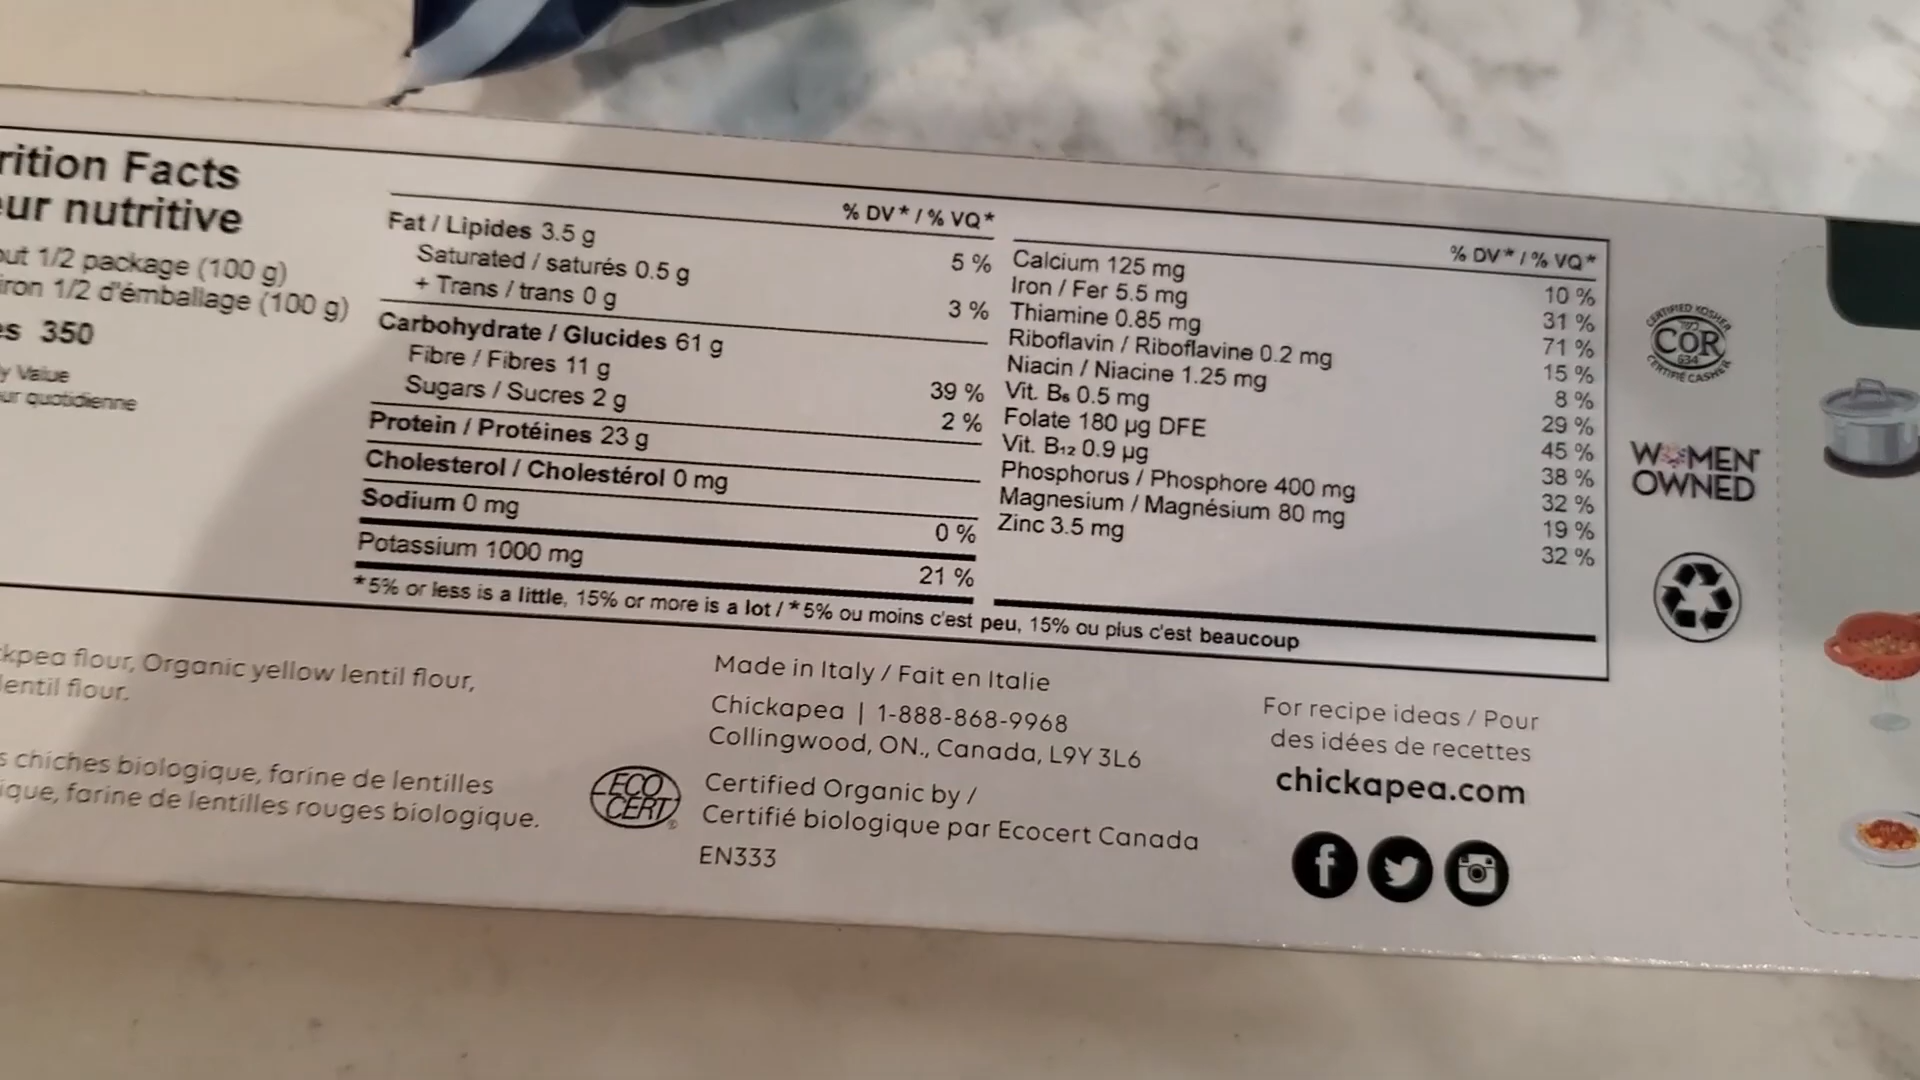 rition Facts
eur nutritive
out 1/2 package (100 g)
iron 1/2 d'émballage (100 g)
es 350
y Value
ur quotidienne
% DV* / % VQ*
Fat / Lipides 3.5 g 5 %
Saturated / saturés 0.5 g
+ Trans / trans 0 g 3 %
Carbohydrate / Glucides 61 g
Fibre / Fibres 11 g 39 %
Sugars / Sucres 2 g 2 %
Protein / Protéines 23 g
Cholesterol / Cholestérol 0 mg
Sodium 0 mg 0 %
Potassium 1000 mg 21 %
% DV* / % VQ*
Calcium 125 mg 10 %
Iron / Fer 5.5 mg 31 %
Thiamine 0.85 mg 71 %
Riboflavin / Riboflavine 0.2 mg 15 %
Niacin / Niacine 1.25 mg 8 %
Vit. B₆ 0.5 mg 29 %
Folate 180 µg DFE 45 %
Vit. B₁₂ 0.9 µg 38 %
Phosphorus / Phosphore 400 mg 32 %
Magnesium / Magnésium 80 mg 19 %
Zinc 3.5 mg 32 %
*5% or less is a little, 15% or more is a lot / *5% ou moins c'est peu, 15% ou plus c'est beaucoup
CERTIFIED KOSHER
COR
634
CERTIFIÉ CASHER
WOMEN
OWNED
ckpea flour, Organic yellow lentil flour,
lentil flour.
s chiches biologique, farine de lentilles
ique, farine de lentilles rouges biologique.
Made in Italy / Fait en Italie
Chickapea | 1-888-868-9968
Collingwood, ON., Canada, L9Y 3L6
ECO
CERT
Certified Organic by /
Certifié biologique par Ecocert Canada
EN333
For recipe ideas / Pour
des idées de recettes
chickapea.com